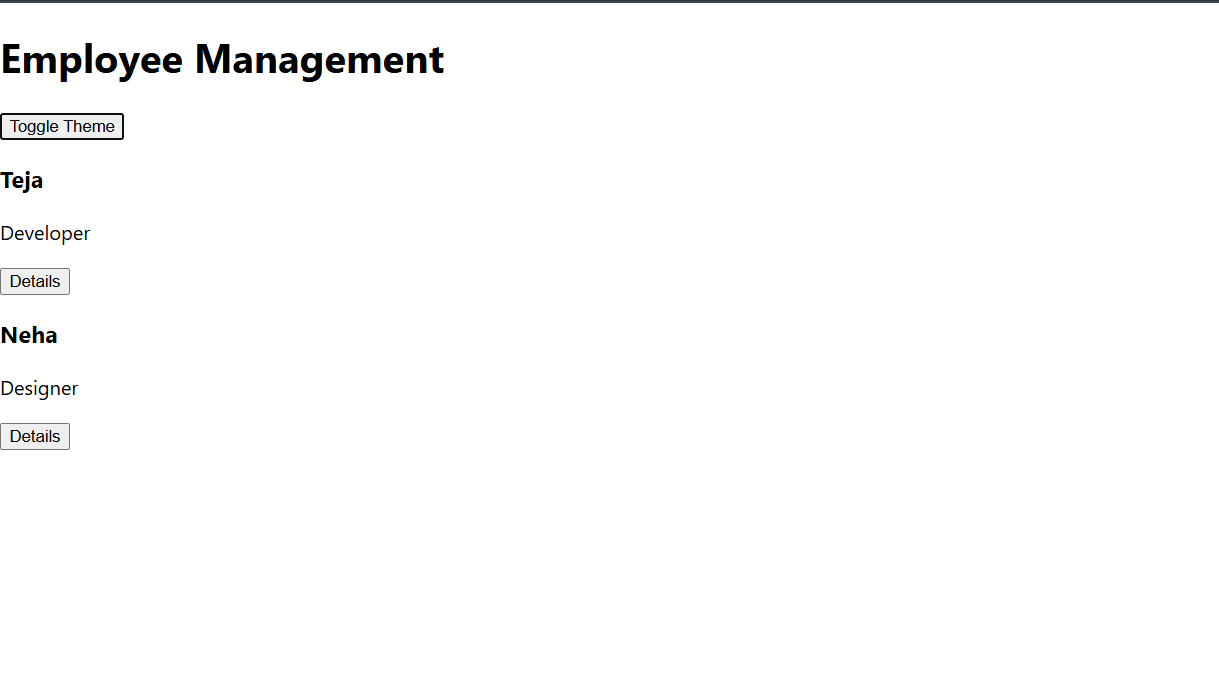 Employee Management
Toggle Theme
Teja
Developer
Details
Neha
Designer
Details